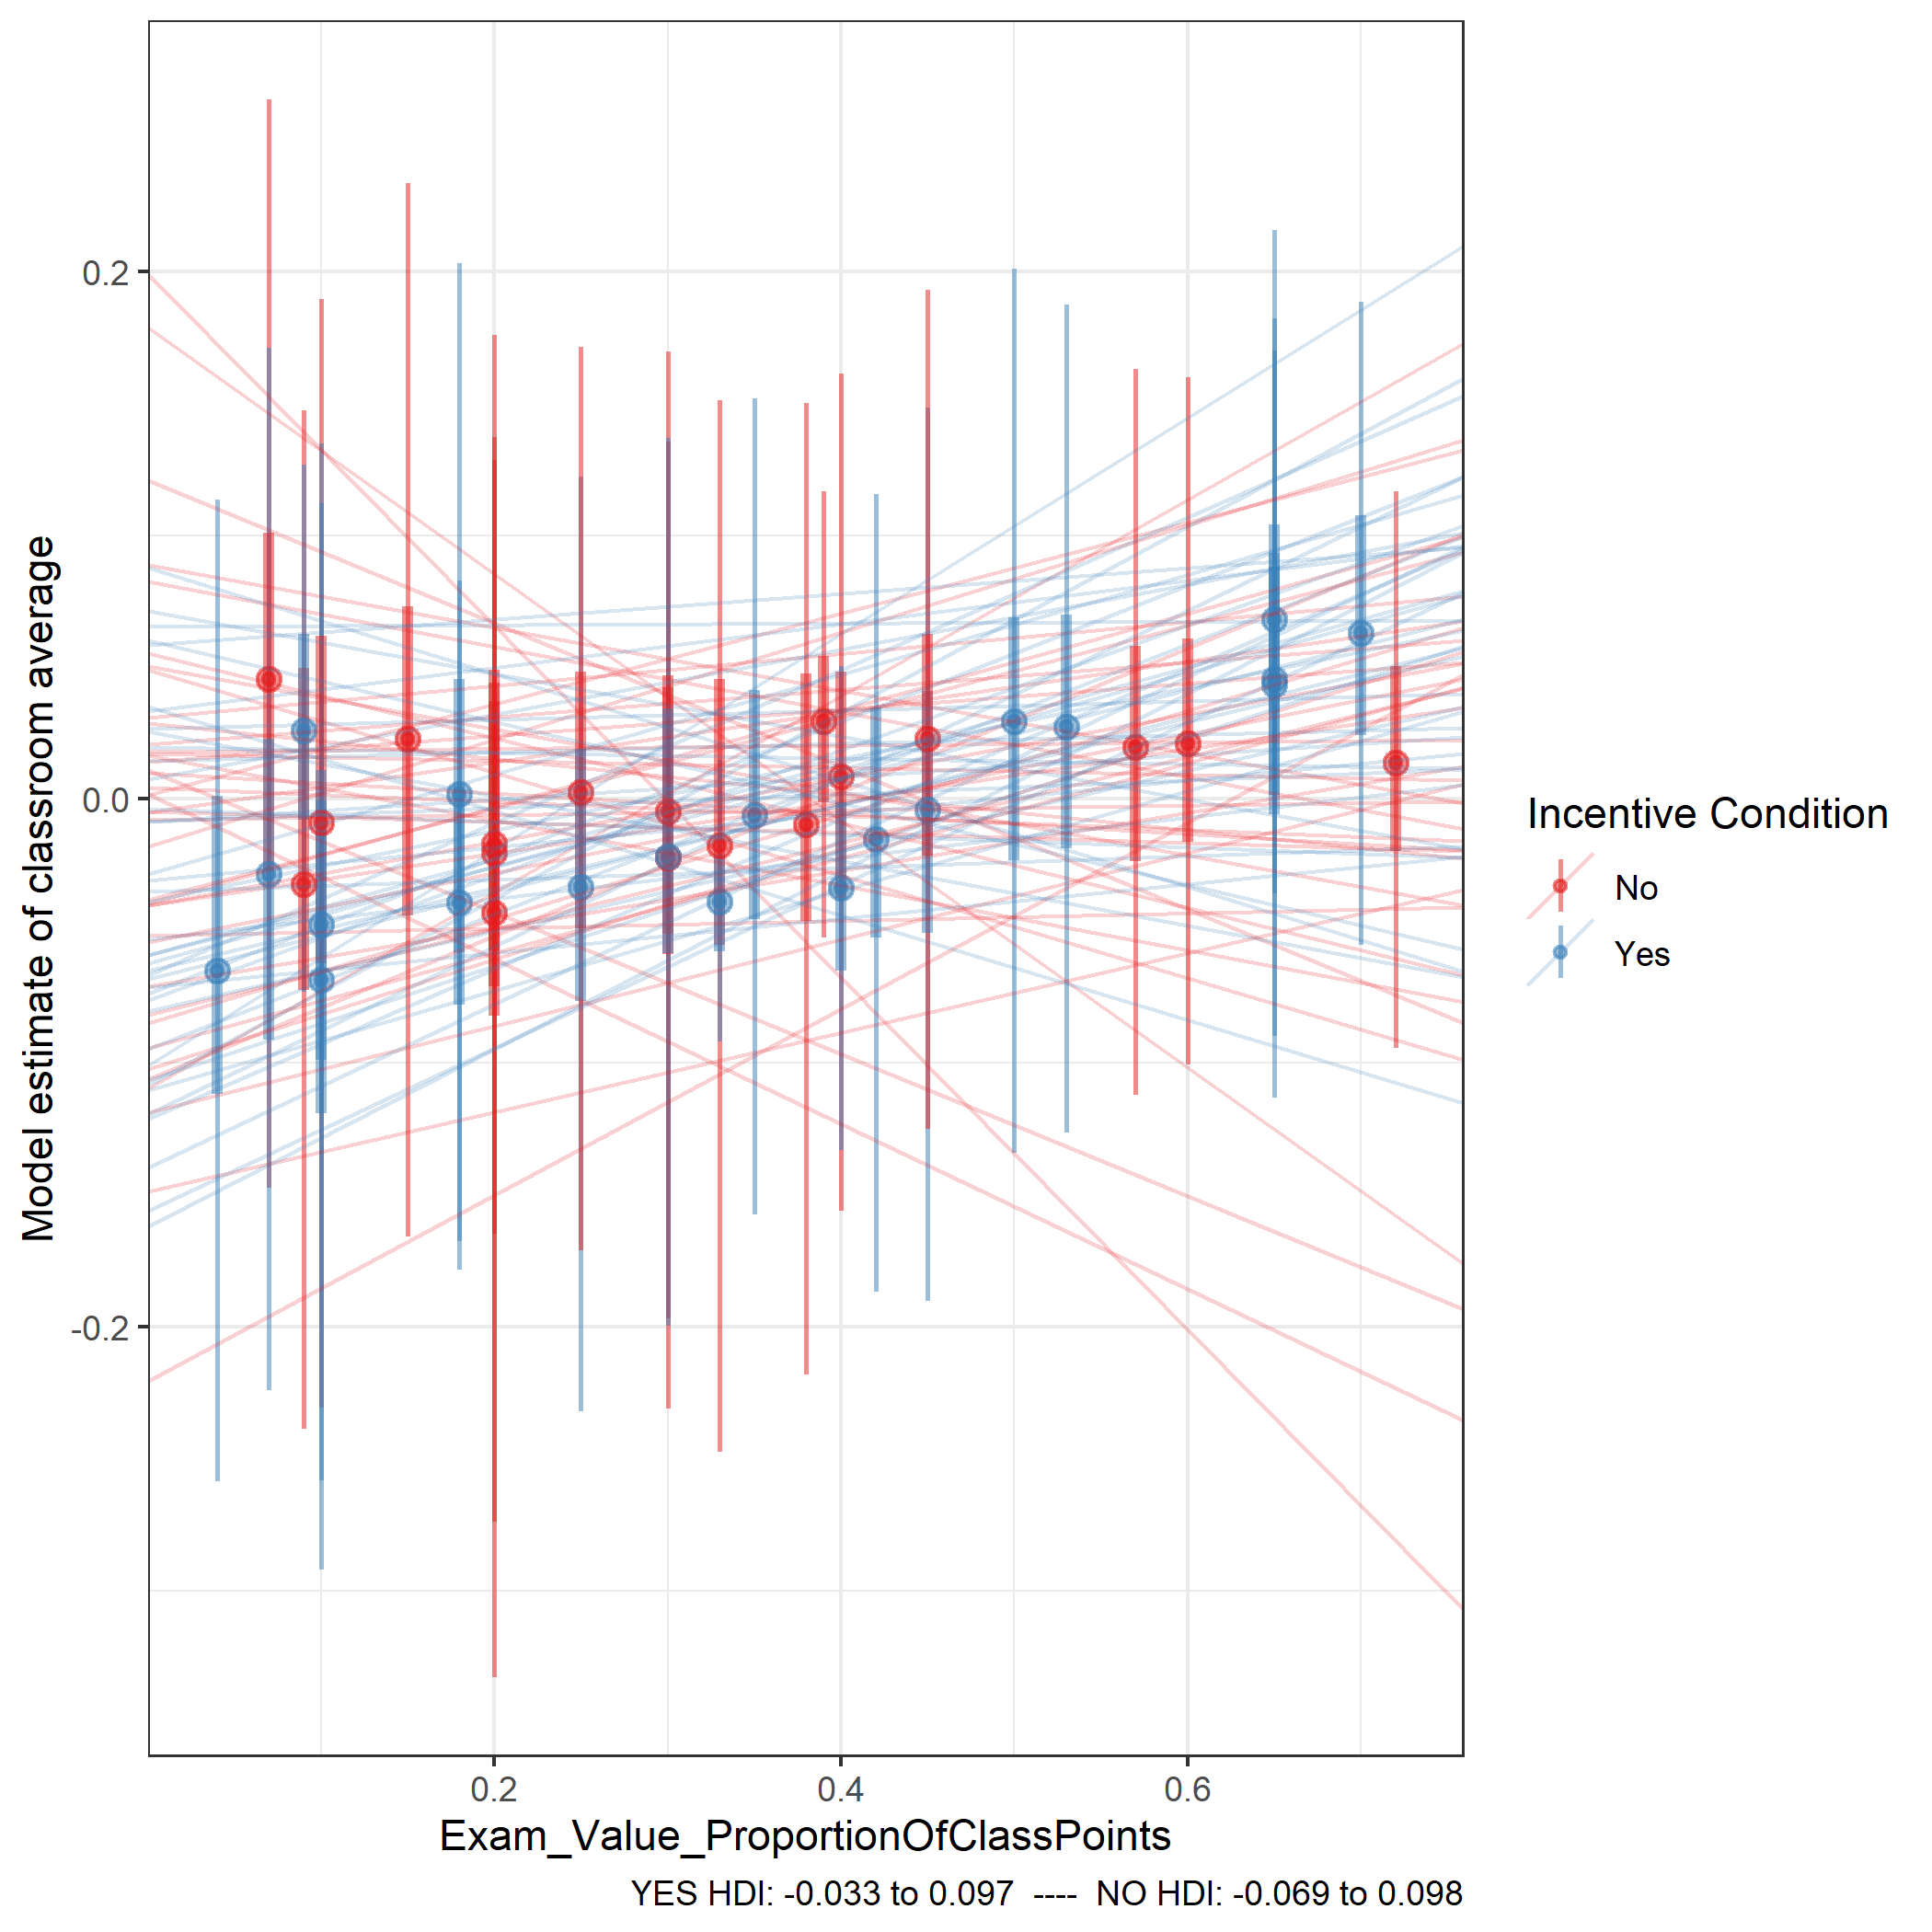 Model estimate of classroom average
0.2
0.0
-0.2
0.2
0.4
0.6
Exam_Value_ProportionOfClassPoints
YES HDI: -0.033 to 0.097 ---- NO HDI: -0.069 to 0.098
Incentive Condition
No
Yes